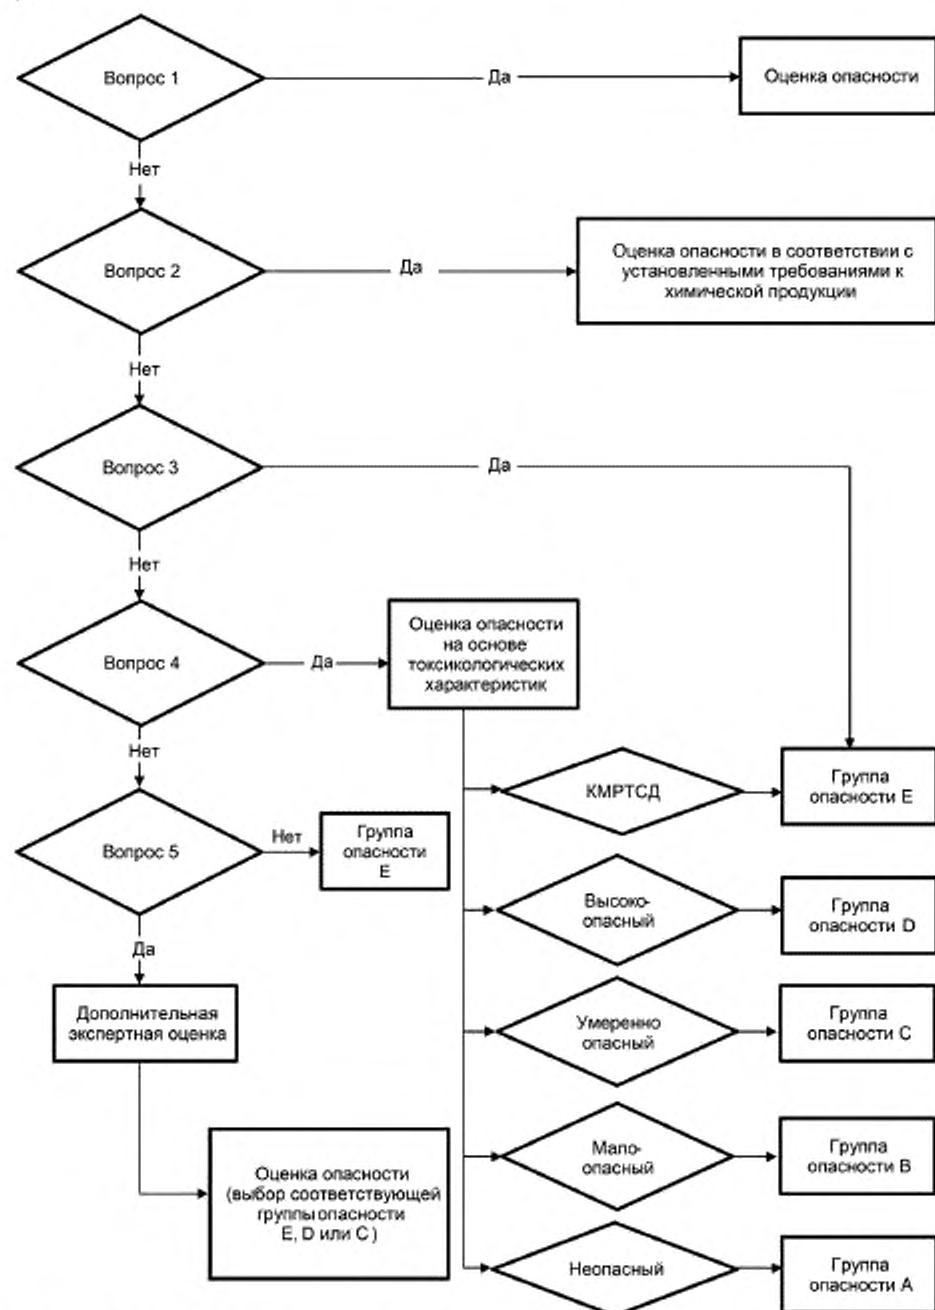 Вопрос 1
Да
Оценка опасности
Нет
Вопрос 2
Да
Оценка опасности в соответствии с
установленными требованиями к
химической продукции
Нет
Вопрос 3
Да
Нет
Вопрос 4
Да
Оценка опасности
на основе
токсикологических
характеристик
Нет
КМРТСД
Группа
опасности E
Вопрос 5
Нет
Группа
опасности
E
Высоко-
опасный
Группа
опасности D
Да
Дополнительная
экспертная оценка
Умеренно
опасный
Группа
опасности C
Оценка опасности
(выбор соответствующей
группы опасности
E, D или C )
Мало-
опасный
Группа
опасности B
Неопасный
Группа
опасности A